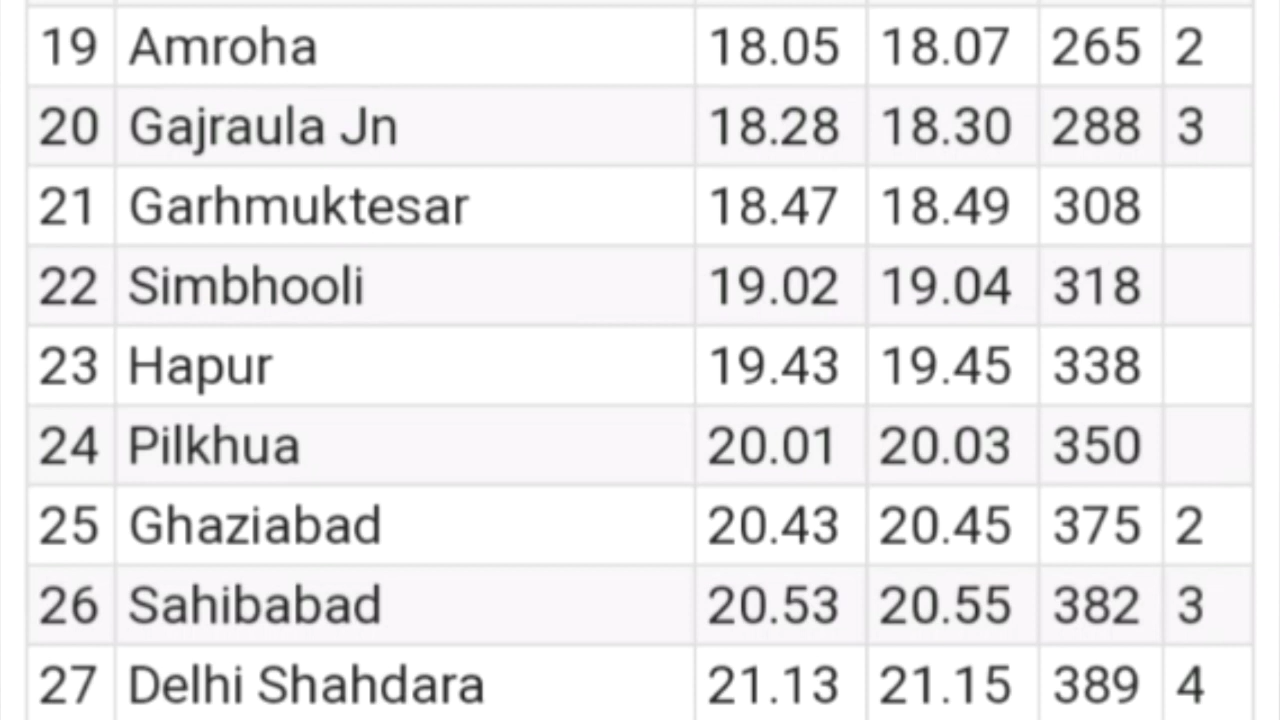 19 Amroha 18.05 18.07 265 2
20 Gajraula Jn 18.28 18.30 288 3
21 Garhmuktesar 18.47 18.49 308
22 Simbhooli 19.02 19.04 318
23 Hapur 19.43 19.45 338
24 Pilkhua 20.01 20.03 350
25 Ghaziabad 20.43 20.45 375 2
26 Sahibabad 20.53 20.55 382 3
27 Delhi Shahdara 21.13 21.15 389 4